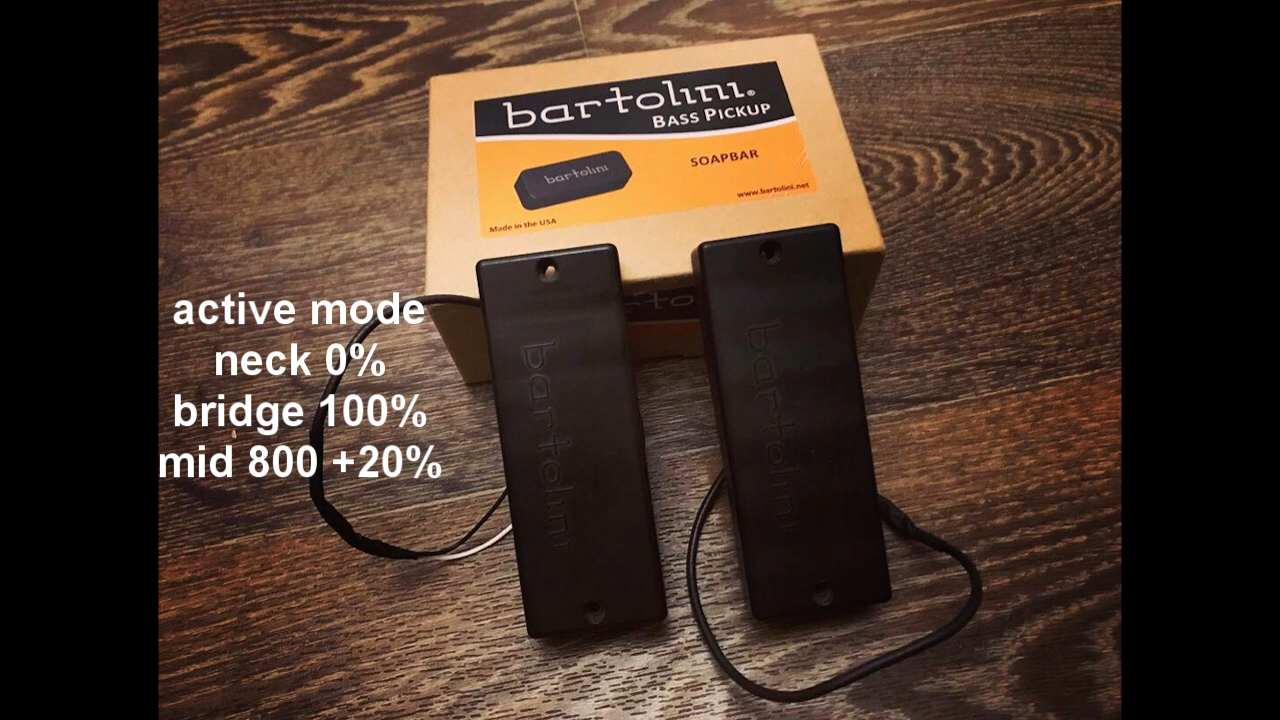 bartolini®
BASS PICKUP
bartolini
SOAPBAR
www.bartolini.net
Made in the USA
active mode
neck 0%
bridge 100%
mid 800 +20%
bartolini
bartolini